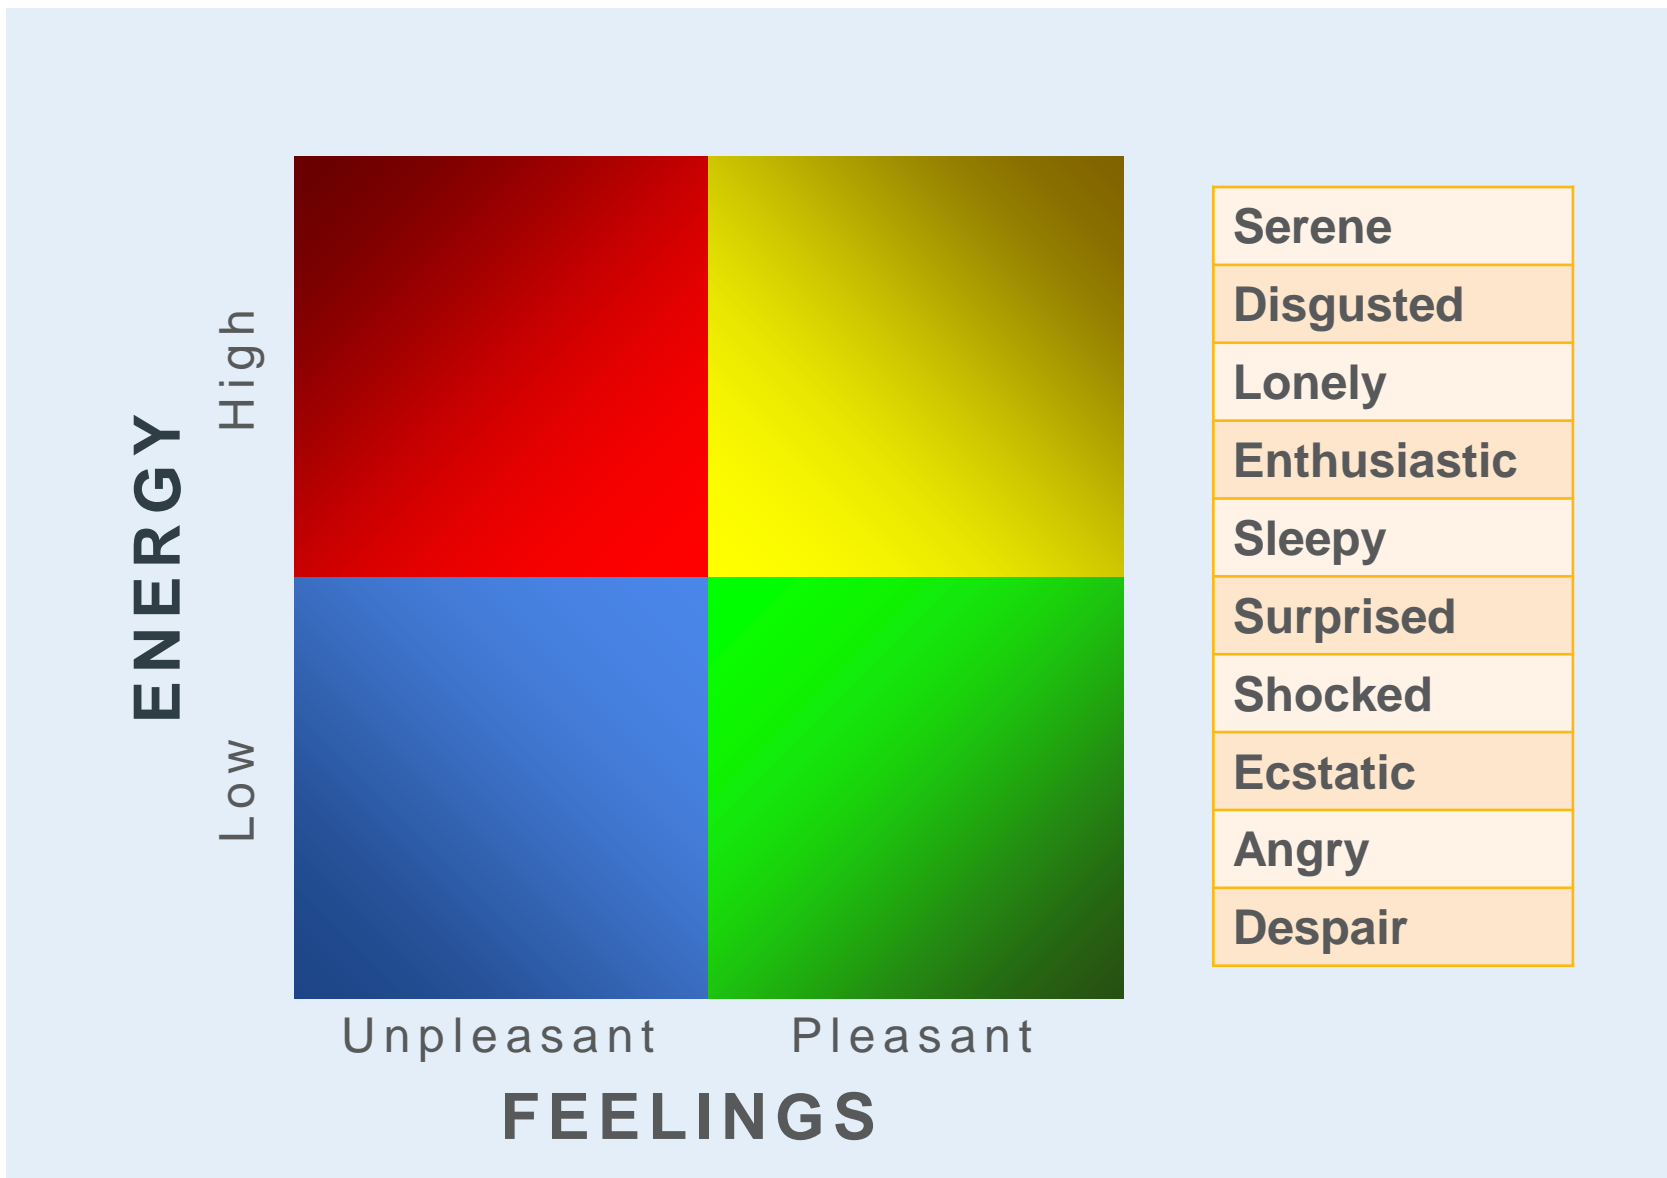 ENERGY
High
Low
Unpleasant
Pleasant
FEELINGS
Serene
Disgusted
Lonely
Enthusiastic
Sleepy
Surprised
Shocked
Ecstatic
Angry
Despair